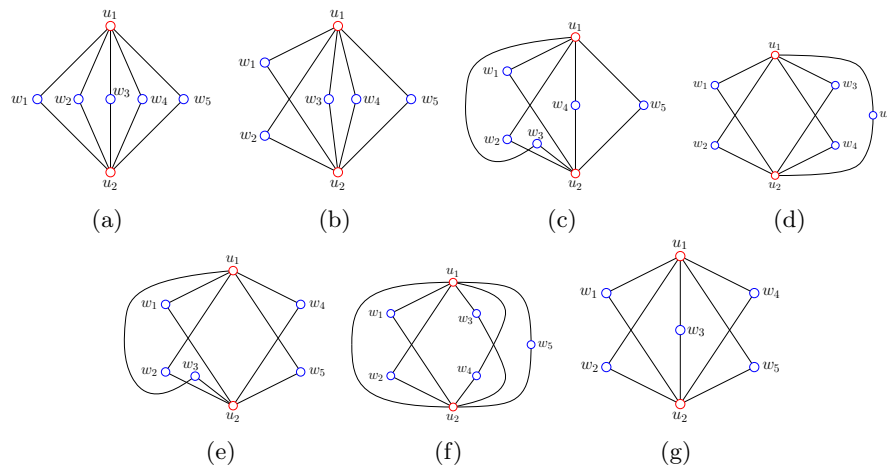 u₁ u₁ u₁ u₁
w₁ w₂ w₃ w₄ w₅ w₁ w₂ w₃ w₄ w₅ w₁ w₂ w₃ w₄ w₅ w₁ w₂ w₃ w₄ w
u₂ u₂ u₂ u₂
(a) (b) (c) (d)
u₁ u₁ u₁
w₁ w₂ w₃ w₄ w₅ w₁ w₂ w₃ w₄ w₅ w₁ w₂ w₃ w₄ w₅
u₂ u₂ u₂
(e) (f) (g)